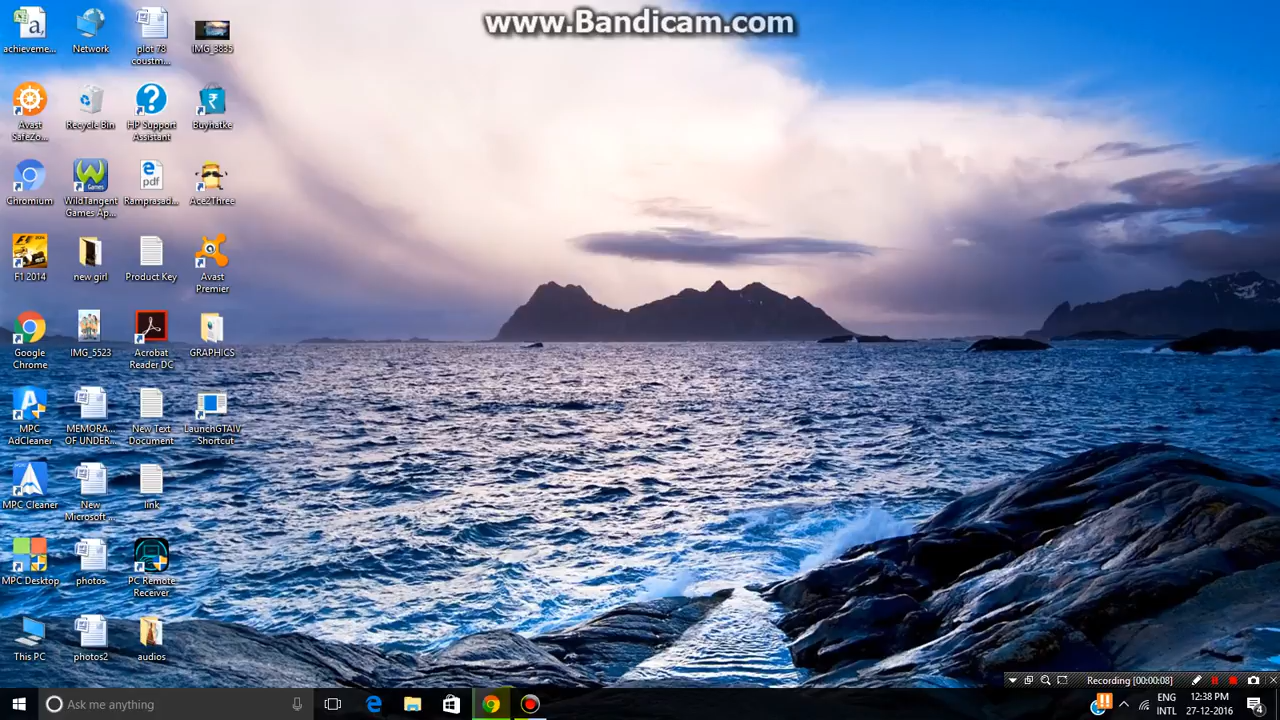 www.Bandicam.com
achieveme...
Network
plot 78
coustm...
IMG_3835
Avast
SafeZo...
Recycle Bin
HP Support
Assistant
Buyhatke
Chromium
WildTangent
Games Ap...
Ramprasad...
Ace2Three
F1 2014
new girl
Product Key
Avast
Premier
Google
Chrome
IMG_5523
Acrobat
Reader DC
GRAPHICS
MPC
AdCleaner
MEMORA...
OF UNDER...
New Text
Document
LaunchGTAIV
- Shortcut
MPC Cleaner
New
Microsoft ...
link
MPC Desktop
photos
PC Remote
Receiver
This PC
photos2
audios
Recording [00:00:08]
Ask me anything
ENG
INTL
12:38 PM
27-12-2016
4